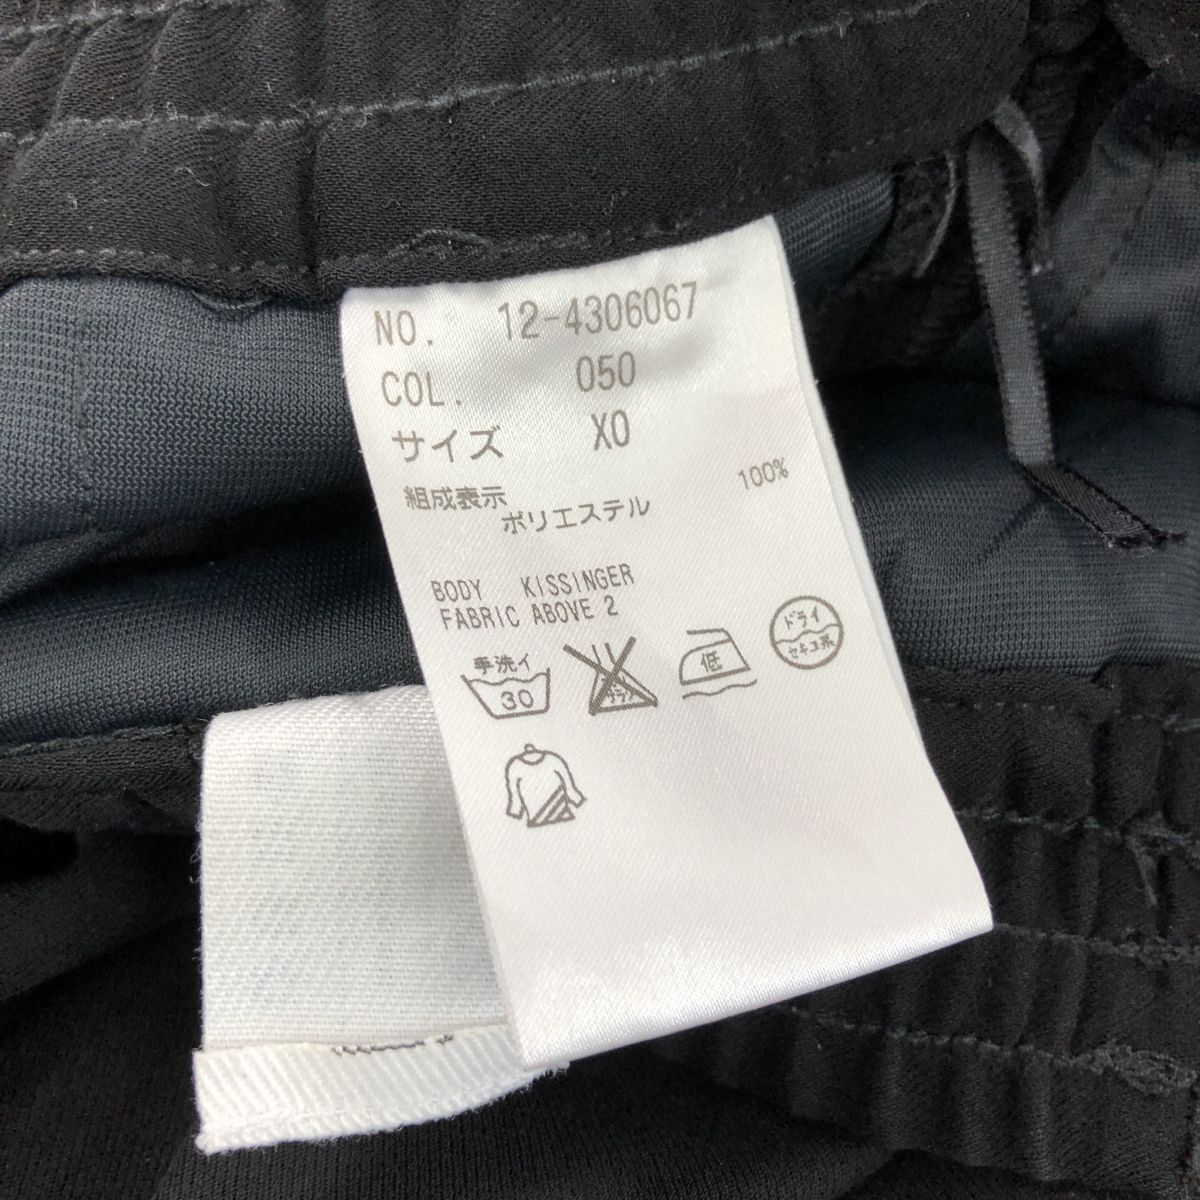 NO. 12-4306067
COL. 050
サイズ XO
組成表示
ポリエステル 100%
BODY KISSINGER
FABRIC ABOVE 2
手洗イ
30
低
ドライ
セキユ系